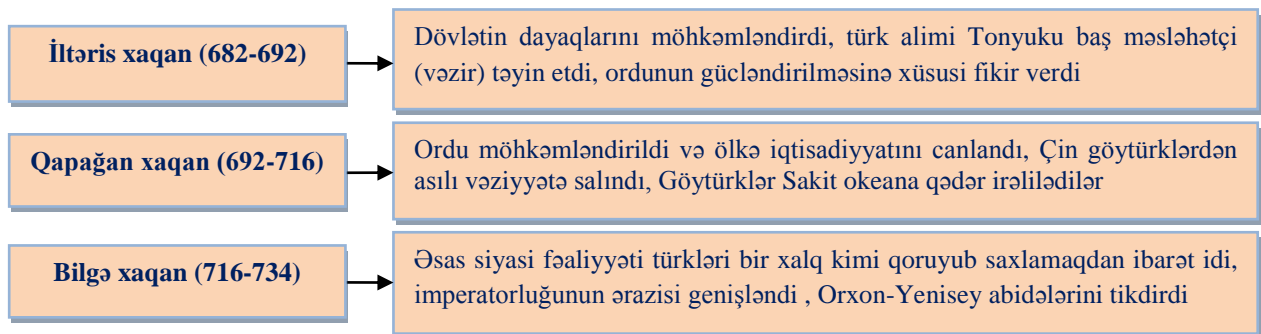 İltəris xaqan (682-692)
Dövlətin dayaqlarını möhkəmləndirdi, türk alimi Tonyuku baş məsləhətçi
(vəzir) təyin etdi, ordunun gücləndirilməsinə xüsusi fikir verdi
Qapağan xaqan (692-716)
Ordu möhkəmləndirildi və ölkə iqtisadiyyatını canlandı, Çin göytürklərdən
asılı vəziyyətə salındı, Göytürklər Sakit okeana qədər irəlilədilər
Bilgə xaqan (716-734)
Əsas siyasi fəaliyyəti türkləri bir xalq kimi qoruyub saxlamaqdan ibarət idi,
imperatorluğunun ərazisi genişləndi , Orxon-Yenisey abidələrini tikdirdi